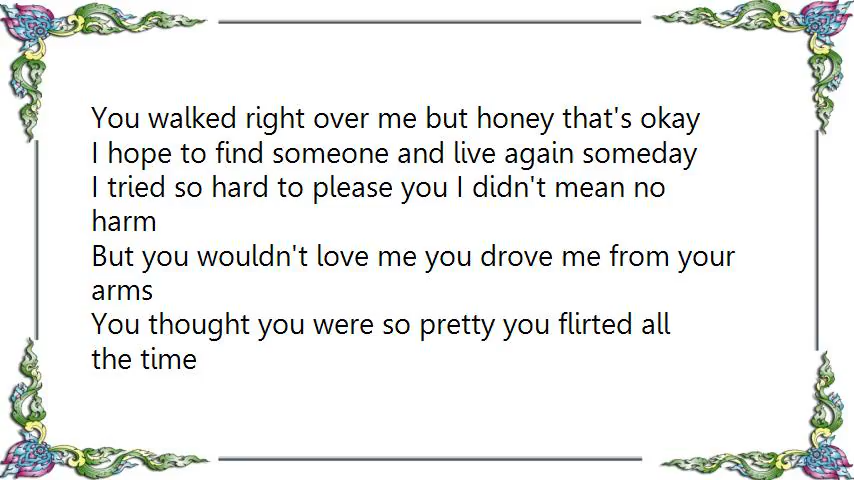 You walked right over me but honey that's okay
I hope to find someone and live again someday
I tried so hard to please you I didn't mean no
harm
But you wouldn't love me you drove me from your
arms
You thought you were so pretty you flirted all
the time